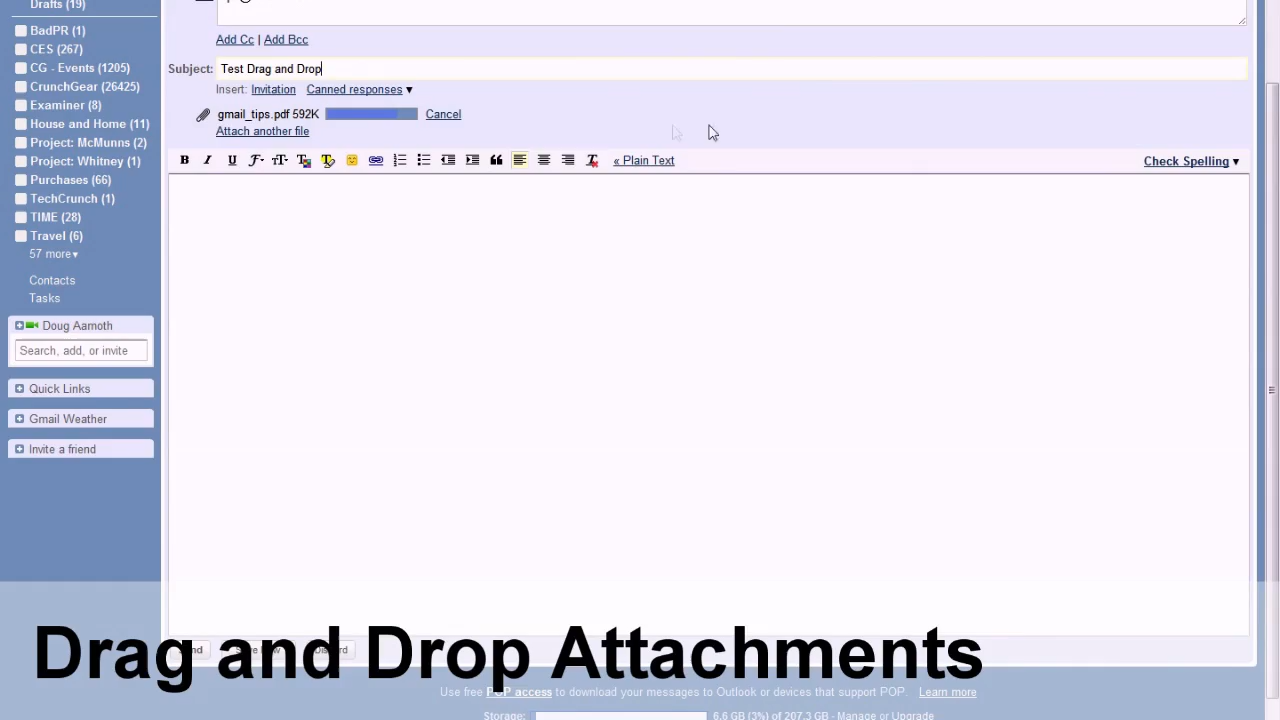 Drafts (19)
BadPR (1)
CES (267)
CG - Events (1205)
CrunchGear (26425)
Examiner (8)
House and Home (11)
Project: McMunns (2)
Project: Whitney (1)
Purchases (66)
TechCrunch (1)
TIME (28)
Travel (6)
57 more▾
Contacts
Tasks
Doug Aamoth
Search, add, or invite
Quick Links
Gmail Weather
Invite a friend
Add Cc | Add Bcc
Subject: Test Drag and Drop
Insert: Invitation Canned responses ▼
gmail_tips.pdf 592K Cancel
Attach another file
B I U « Plain Text Check Spelling ▼
Drag and Drop Attachments
Use free POP access to download your messages to Outlook or devices that support POP. Learn more
Storage: 6.6 GB (3%) of 207.3 GB - Manage or Upgrade